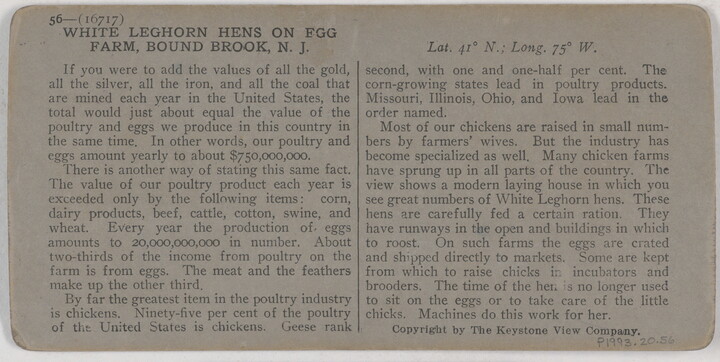 56—(16717)
WHITE LEGHORN HENS ON EGG
FARM, BOUND BROOK, N. J.
Lat. 41° N.; Long. 75° W.
If you were to add the values of all the gold,
all the silver, all the iron, and all the coal that
are mined each year in the United States, the
total would just about equal the value of the
poultry and eggs we produce in this country in
the same time. In other words, our poultry and
eggs amount yearly to about $750,000,000.
There is another way of stating this same fact.
The value of our poultry product each year is
exceeded only by the following items: corn,
dairy products, beef, cattle, cotton, swine, and
wheat. Every year the production of eggs
amounts to 20,000,000,000 in number. About
two-thirds of the income from poultry on the
farm is from eggs. The meat and the feathers
make up the other third.
By far the greatest item in the poultry industry
is chickens. Ninety-five per cent of the poultry
of the United States is chickens. Geese rank
second, with one and one-half per cent. The
corn-growing states lead in poultry products.
Missouri, Illinois, Ohio, and Iowa lead in the
order named.
Most of our chickens are raised in small num-
bers by farmers' wives. But the industry has
become specialized as well. Many chicken farms
have sprung up in all parts of the country. The
view shows a modern laying house in which you
see great numbers of White Leghorn hens. These
hens are carefully fed a certain ration. They
have runways in the open and buildings in which
to roost. On such farms the eggs are crated
and shipped directly to markets. Some are kept
from which to raise chicks in incubators and
brooders. The time of the hen is no longer used
to sit on the eggs or to take care of the little
chicks. Machines do this work for her.
Copyright by The Keystone View Company.
P1993.20.56